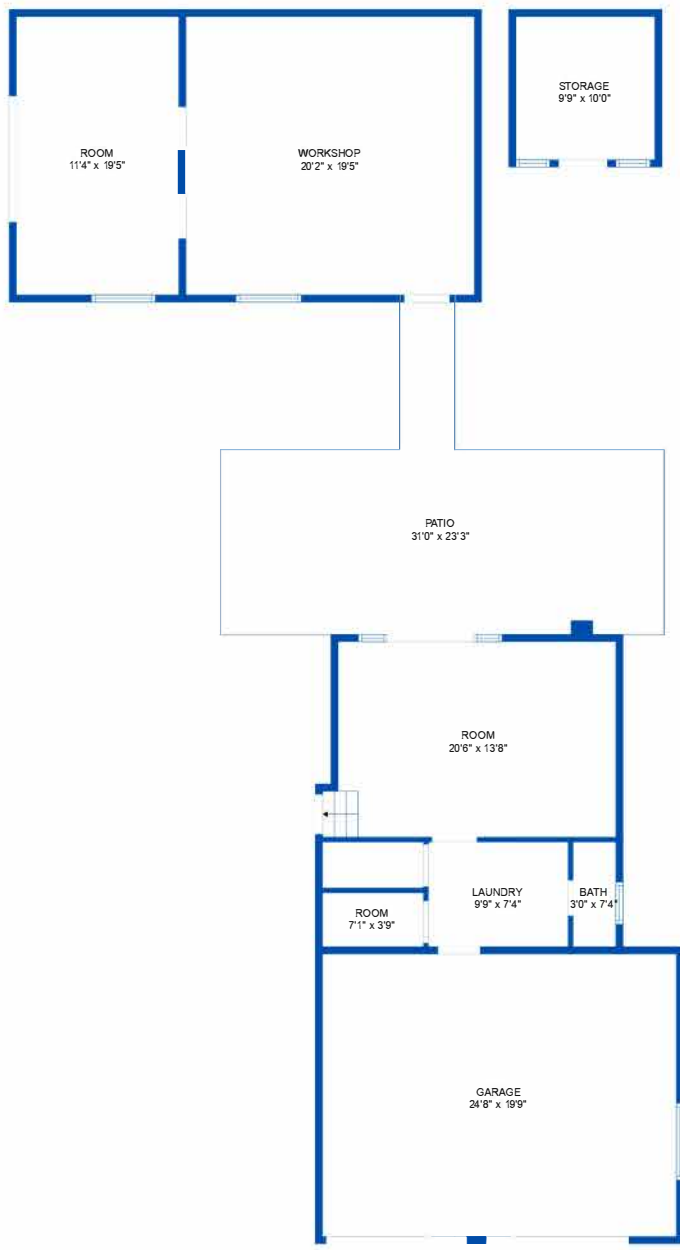 STORAGE
9'9" x 10'0"
ROOM
11'4" x 19'5"
WORKSHOP
20'2" x 19'5"
PATIO
31'0" x 23'3"
ROOM
20'6" x 13'8"
LAUNDRY
9'9" x 7'4"
BATH
3'0" x 7'4"
ROOM
7'1" x 3'9"
GARAGE
24'8" x 19'9"